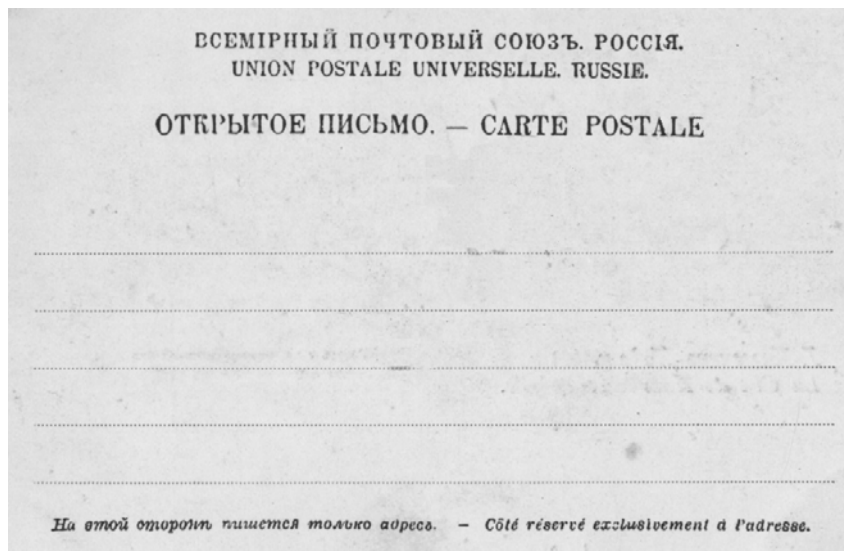 ВСЕМІРНЫЙ ПОЧТОВЫЙ СОЮЗЪ. РОССІЯ.
UNION POSTALE UNIVERSELLE. RUSSIE.
ОТКРЫТОЕ ПИСЬМО. — CARTE POSTALE
На этой сторонѣ пишется только адресъ. — Côté réservé exclusivement à l'adresse.